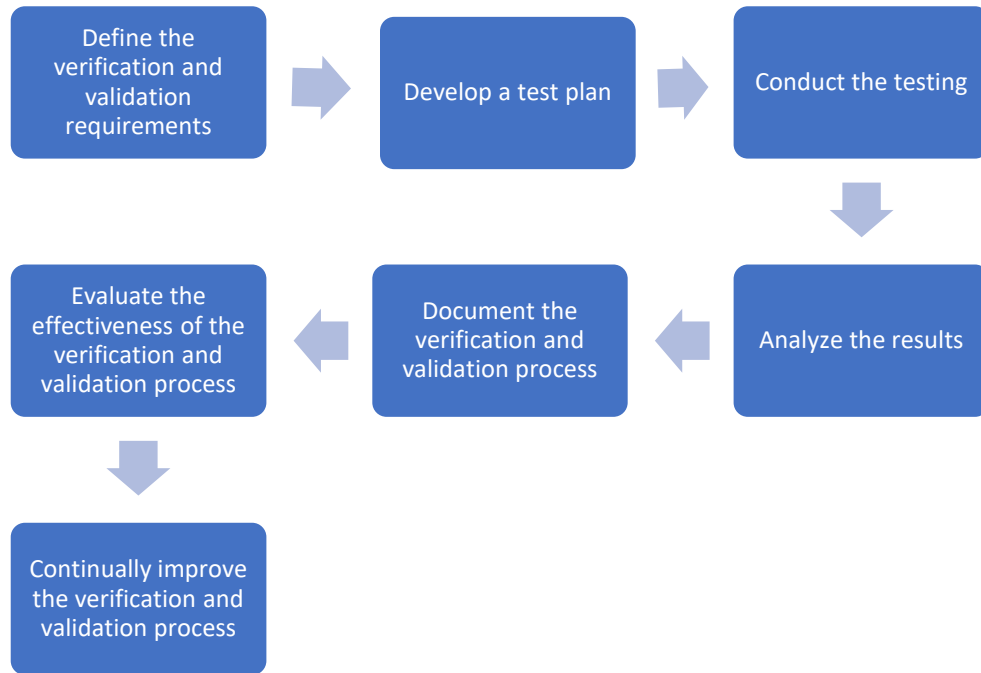 Define the
verification and
validation
requirements
Develop a test plan
Conduct the testing
Analyze the results
Document the
verification and
validation process
Evaluate the
effectiveness of the
verification and
validation process
Continually improve
the verification and
validation process